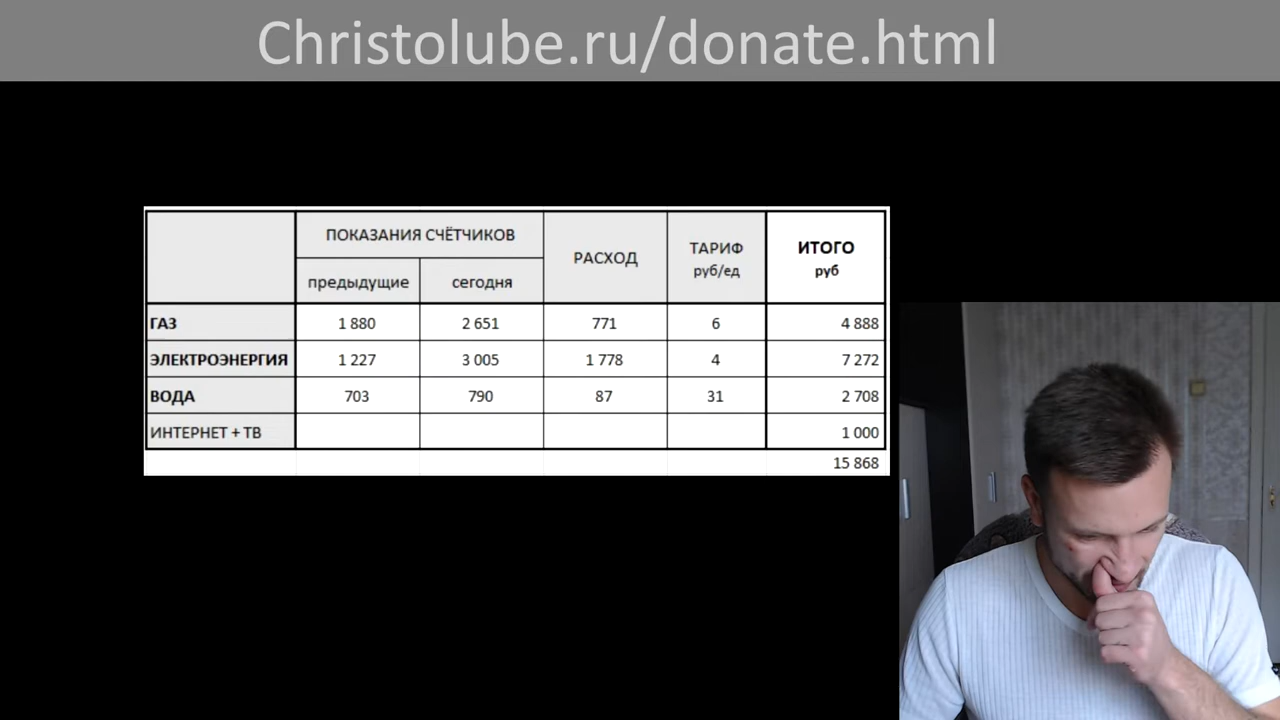 Christolube.ru/donate.html
ПОКАЗАНИЯ СЧЁТЧИКОВ РАСХОД ТАРИФ руб/ед ИТОГО руб
предыдущие сегодня
ГАЗ 1 880 2 651 771 6 4 888
ЭЛЕКТРОЭНЕРГИЯ 1 227 3 005 1 778 4 7 272
ВОДА 703 790 87 31 2 708
ИНТЕРНЕТ + ТВ 1 000
15 868